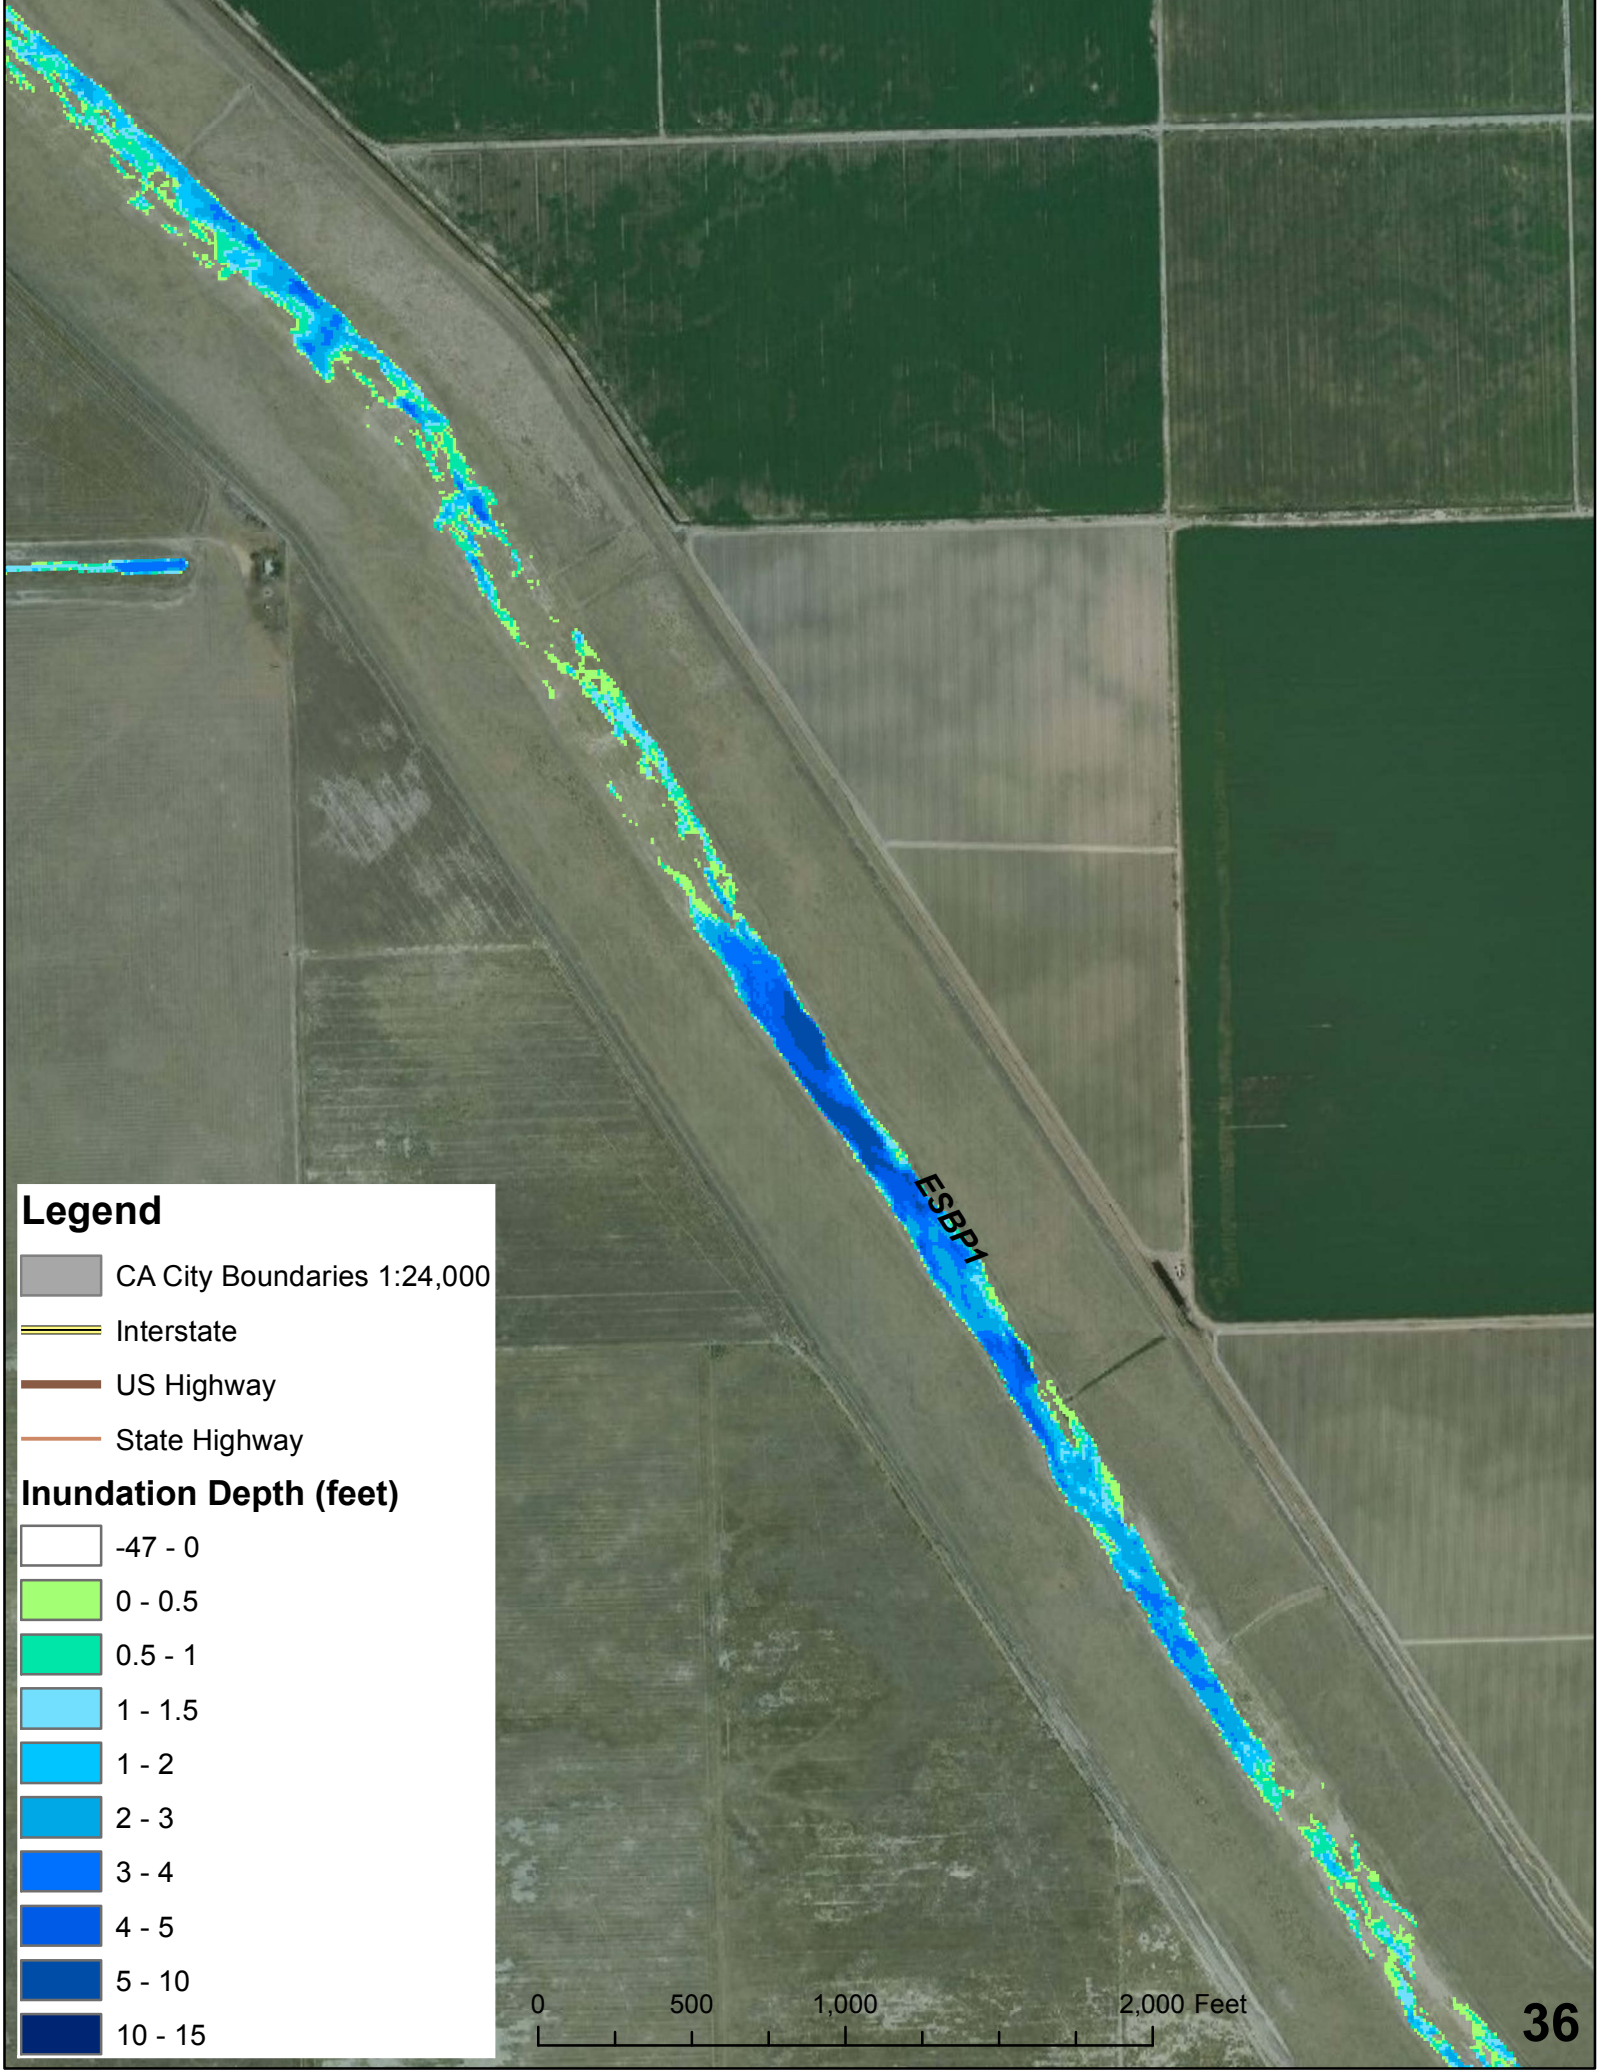 ESBP1
Legend
CA City Boundaries 1:24,000
Interstate
US Highway
State Highway
Inundation Depth (feet)
-47 - 0
0 - 0.5
0.5 - 1
1 - 1.5
1 - 2
2 - 3
3 - 4
4 - 5
5 - 10
10 - 15
0 500 1,000 2,000 Feet
36